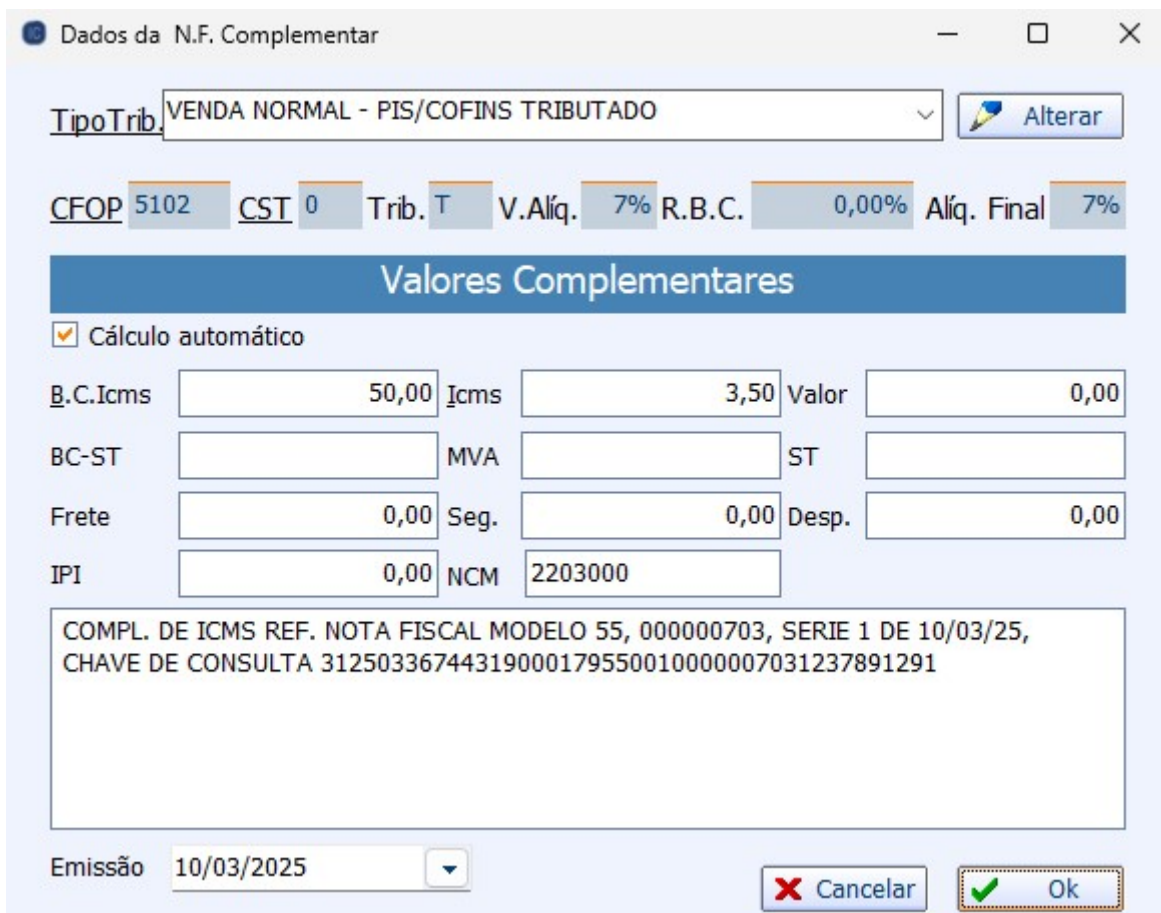 Dados da N.F. Complementar
TipoTrib. VENDA NORMAL - PIS/COFINS TRIBUTADO Alterar
CFOP 5102 CST 0 Trib. T V.Alíq. 7% R.B.C. 0,00% Alíq. Final 7%
Valores Complementares
Cálculo automático
B.C.Icms 50,00 Icms 3,50 Valor 0,00
BC-ST MVA ST
Frete 0,00 Seg. 0,00 Desp. 0,00
IPI 0,00 NCM 2203000
COMPL. DE ICMS REF. NOTA FISCAL MODELO 55, 000000703, SERIE 1 DE 10/03/25,
CHAVE DE CONSULTA 31250336744319000179550010000007031237891291
Emissão 10/03/2025
Cancelar Ok